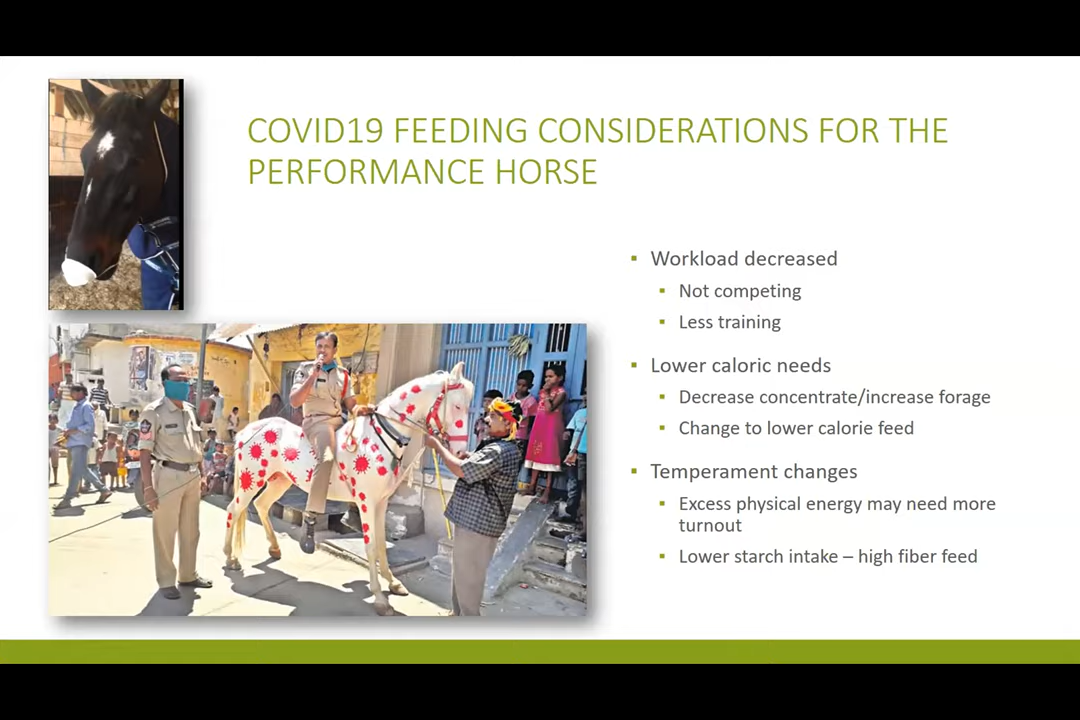 COVID19 FEEDING CONSIDERATIONS FOR THE
PERFORMANCE HORSE
▪ Workload decreased
▪ Not competing
▪ Less training
▪ Lower caloric needs
▪ Decrease concentrate/increase forage
▪ Change to lower calorie feed
▪ Temperament changes
▪ Excess physical energy may need more
turnout
▪ Lower starch intake – high fiber feed